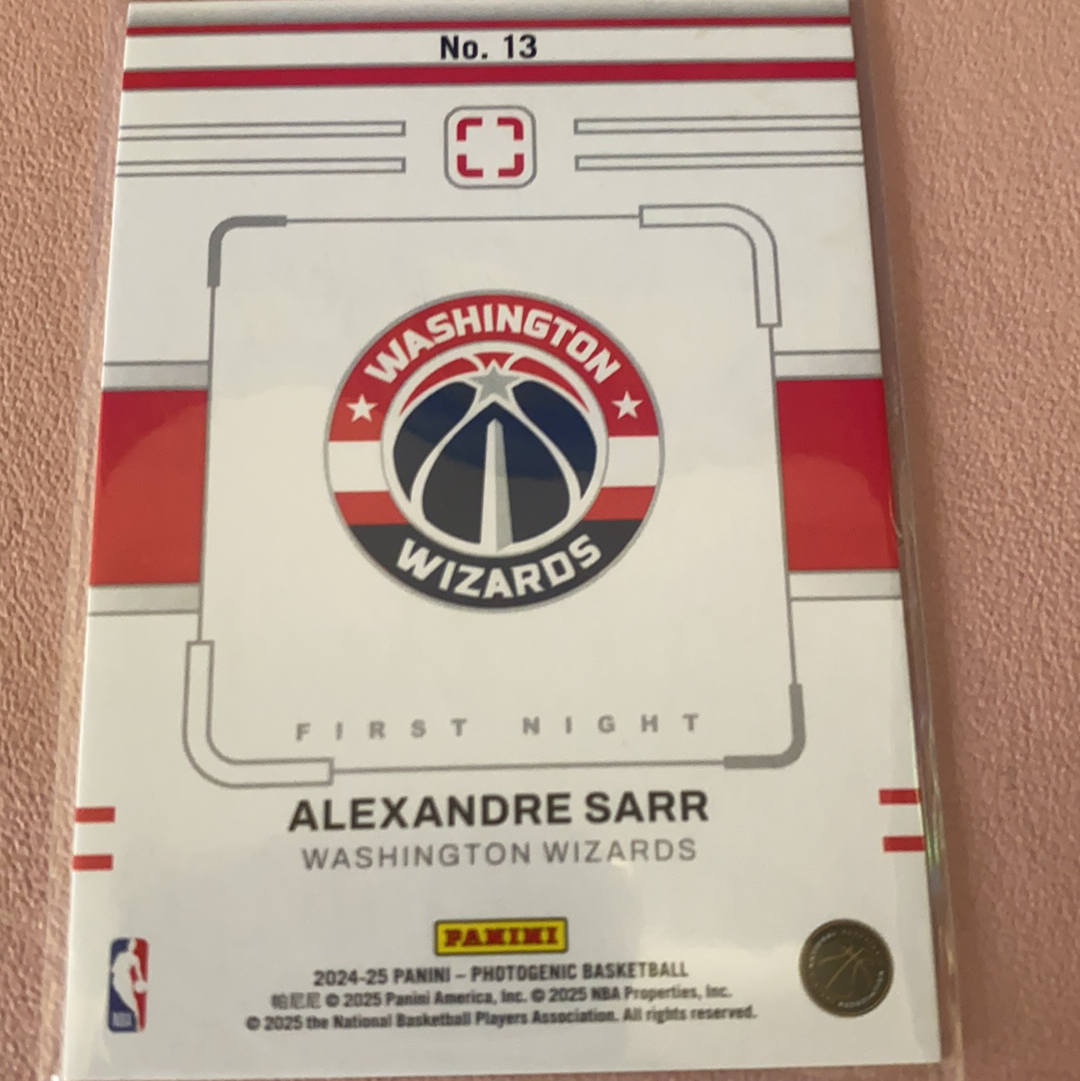 No. 13
WASHINGTON
WIZARDS
FIRST NIGHT
ALEXANDRE SARR
WASHINGTON WIZARDS
PANINI
2024-25 PANINI – PHOTOGENIC BASKETBALL
帕尼尼 © 2025 Panini America, Inc. © 2025 NBA Properties, Inc.
© 2025 the National Basketball Players Association. All rights reserved.
NBA